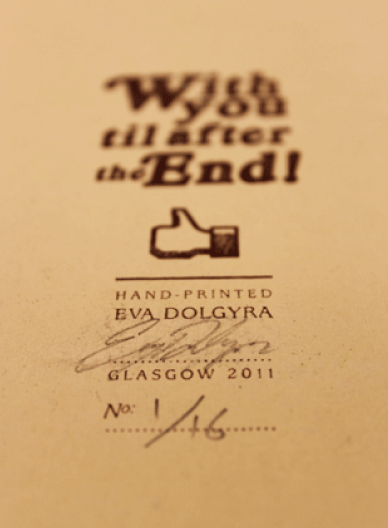 With
you
til after
the End!
HAND-PRINTED
EVA DOLGYRA
GLASGOW 2011
No: 1/16